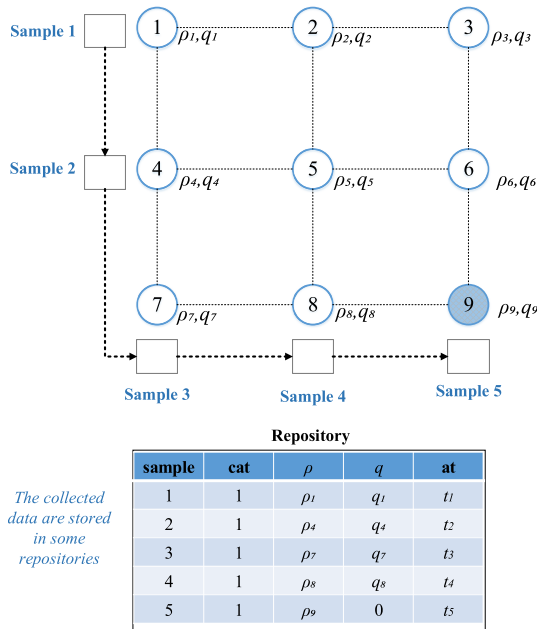 Sample 1
1
ρ1,q1
2
ρ2,q2
3
ρ3,q3
Sample 2
4
ρ4,q4
5
ρ5,q5
6
ρ6,q6
7
ρ7,q7
8
ρ8,q8
9
ρ9,q9
Sample 3
Sample 4
Sample 5
Repository
The collected
data are stored
in some
repositories
sample cat ρ q at
1 1 ρ1 q1 t1
2 1 ρ4 q4 t2
3 1 ρ7 q7 t3
4 1 ρ8 q8 t4
5 1 ρ9 0 t5